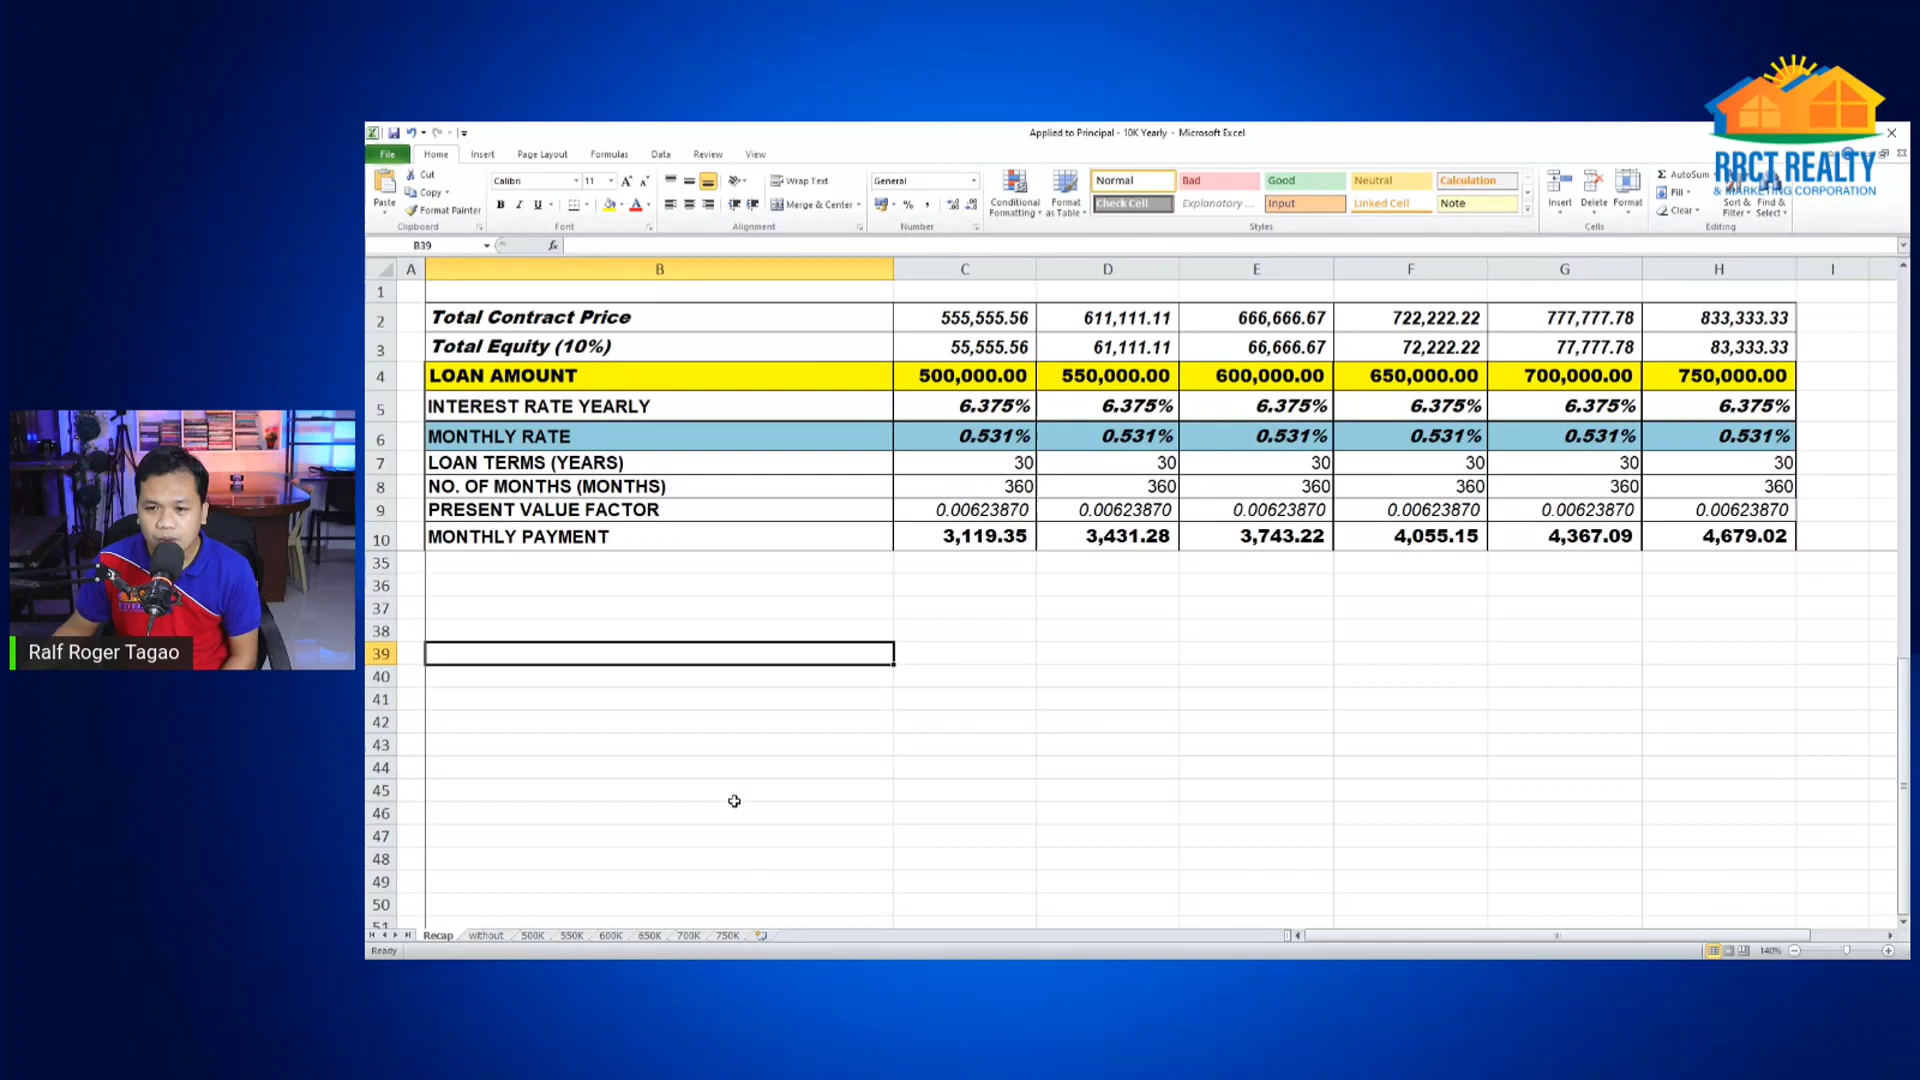 RRCT REALTY
& MARKETING CORPORATION
Applied to Principal - 10K Yearly - Microsoft Excel
File Home Insert Page Layout Formulas Data Review View
Paste Cut Copy Format Painter Clipboard
Calibri 11 Font
Wrap Text Merge & Center Alignment
General Number
Conditional Formatting Format as Table
Normal Bad Good Neutral Calculation
Check Cell Explanatory ... Input Linked Cell Note
Styles
Insert Delete Format Cells
AutoSum Fill Clear Sort & Filter Find & Select Editing
B39 fx
A B C D E F G H I
1
2 Total Contract Price 555,555.56 611,111.11 666,666.67 722,222.22 777,777.78 833,333.33
3 Total Equity (10%) 55,555.56 61,111.11 66,666.67 72,222.22 77,777.78 83,333.33
4 LOAN AMOUNT 500,000.00 550,000.00 600,000.00 650,000.00 700,000.00 750,000.00
5 INTEREST RATE YEARLY 6.375% 6.375% 6.375% 6.375% 6.375% 6.375%
6 MONTHLY RATE 0.531% 0.531% 0.531% 0.531% 0.531% 0.531%
7 LOAN TERMS (YEARS) 30 30 30 30 30 30
8 NO. OF MONTHS (MONTHS) 360 360 360 360 360 360
9 PRESENT VALUE FACTOR 0.00623870 0.00623870 0.00623870 0.00623870 0.00623870 0.00623870
10 MONTHLY PAYMENT 3,119.35 3,431.28 3,743.22 4,055.15 4,367.09 4,679.02
35
36
37
38
39
40
41
42
43
44
45
46
47
48
49
50
51
Recap without 500K 550K 600K 650K 700K 750K
Ready 140%
Ralf Roger Tagao